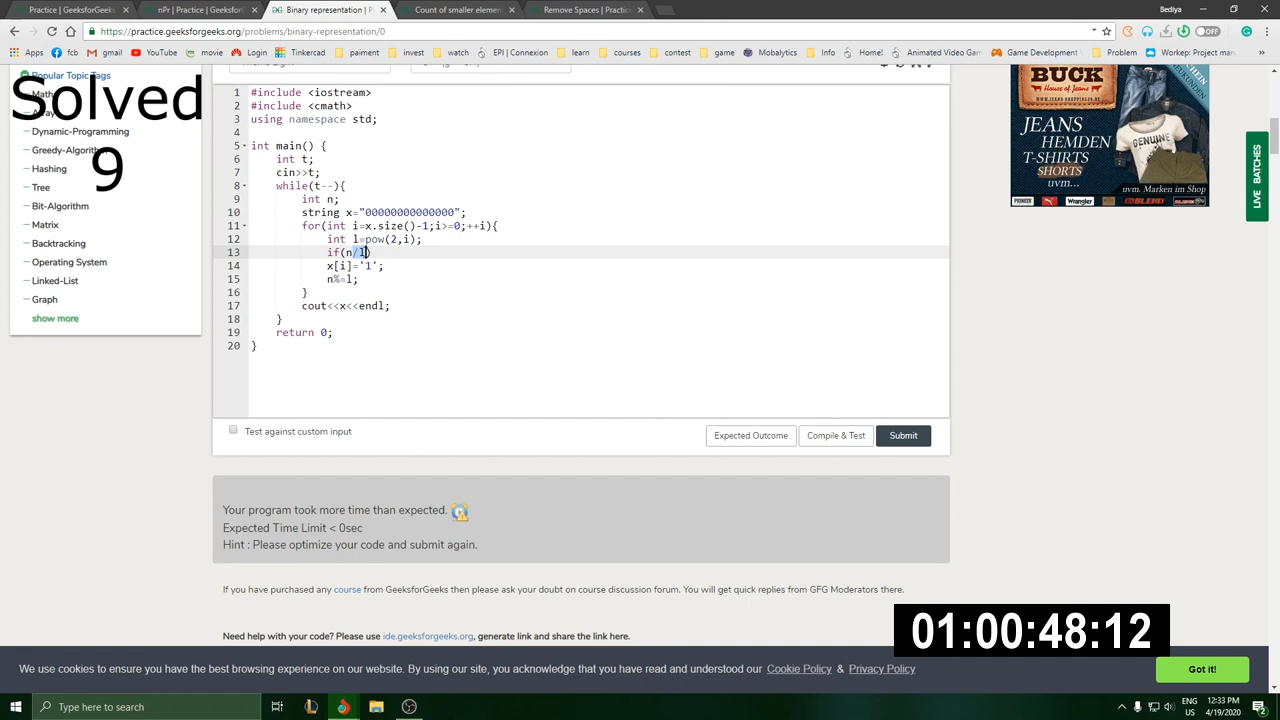 Practice | GeeksforGeeks
nPr | Practice | GeeksforG
Binary representation | Pr
Count of smaller element
Remove Spaces | Practice
Bediya
https://practice.geeksforgeeks.org/problems/binary-representation/0
OFF
Apps
fcb
gmail
YouTube
movie
Login
Tinkercad
paiment
invest
watch
EPI | Connexion
learn
courses
contest
game
Mobalytics
Info
Home!
Animated Video Gam
Game Development
Problem
Workep: Project man
Popular Topic Tags
Solved
9
Math
Dynamic-Programming
Greedy-Algorithm
Hashing
Tree
Bit-Algorithm
Matrix
Backtracking
Operating System
Linked-List
Graph
show more
1 #include <iostream>
2 #include <cmath>
3 using namespace std;
4
5 int main() {
6 int t;
7 cin>>t;
8 while(t--){
9 int n;
10 string x="00000000000000";
11 for(int i=x.size()-1;i>=0;++i){
12 int l=pow(2,i);
13 if(n/l)
14 x[i]='1';
15 n%=l;
16 }
17 cout<<x<<endl;
18 }
19 return 0;
20 }
Test against custom input
Expected Outcome
Compile & Test
Submit
BUCK
House of Jeans
JEANS
HEMDEN
T-SHIRTS
SHORTS
uvm...
GENUINE
PIONEER
Wrangler
uvm. Marken im Shop
LIVE BATCHES
Your program took more time than expected.
Expected Time Limit < 0sec
Hint : Please optimize your code and submit again.
If you have purchased any course from GeeksforGeeks then please ask your doubt on course discussion forum. You will get quick replies from GFG Moderators there.
Need help with your code? Please use ide.geeksforgeeks.org, generate link and share the link here.
01:00:48:12
We use cookies to ensure you have the best browsing experience on our website. By using our site, you acknowledge that you have read and understood our Cookie Policy & Privacy Policy
Got it!
Type here to search
ENG
US
12:33 PM
4/19/2020
2